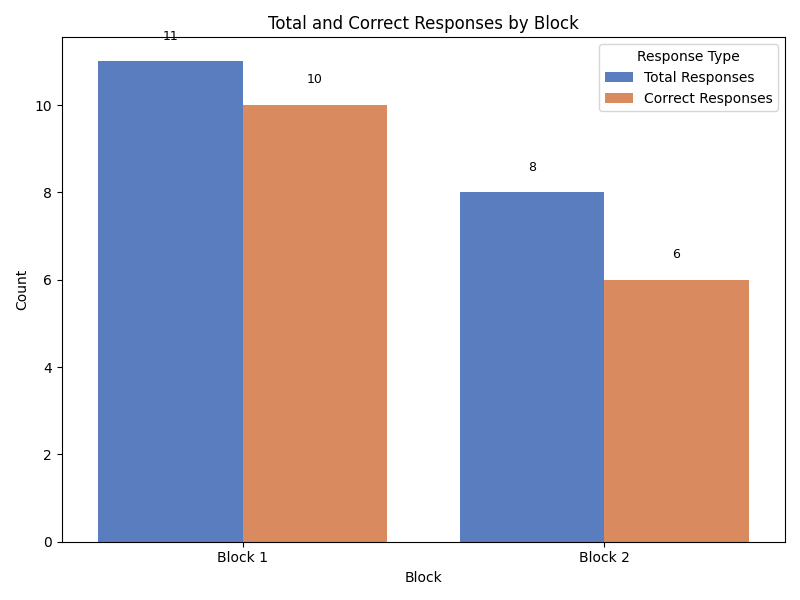 Total and Correct Responses by Block
11
10
8
6
Response Type
Total Responses
Correct Responses
10
8
6
4
2
0
Count
Block 1
Block 2
Block